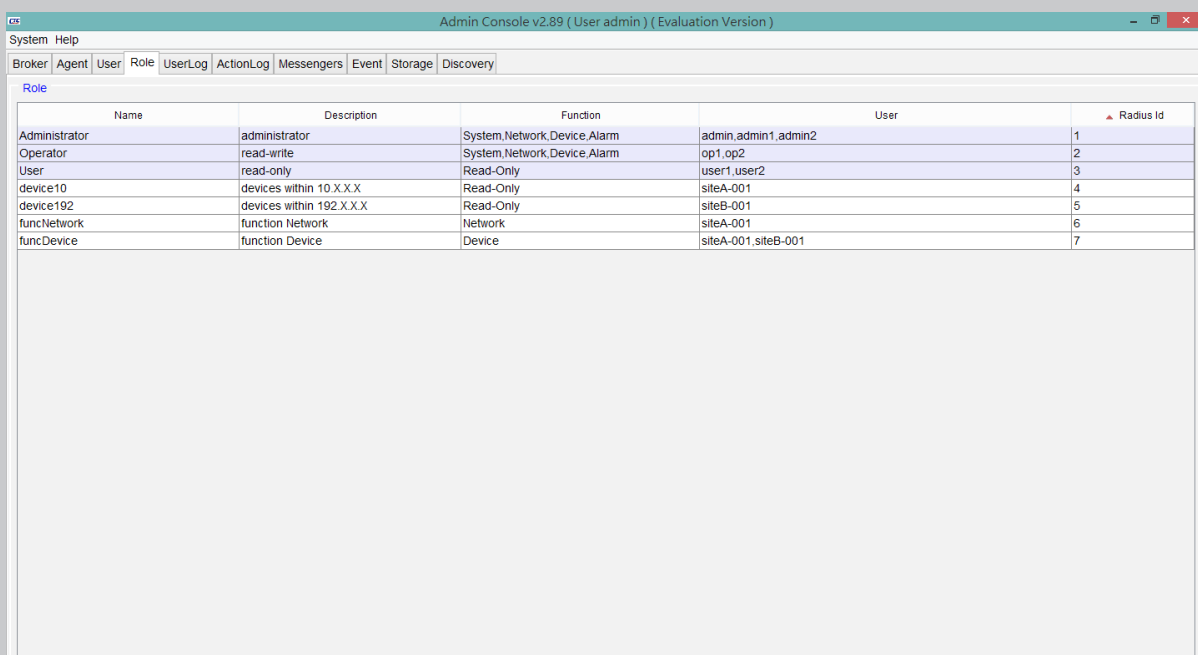 CTS
Admin Console v2.89 ( User admin ) ( Evaluation Version )
System Help
Broker Agent User Role UserLog ActionLog Messengers Event Storage Discovery
Role
Name Description Function User Radius Id
Administrator administrator System,Network,Device,Alarm admin,admin1,admin2 1
Operator read-write System,Network,Device,Alarm op1,op2 2
User read-only Read-Only user1,user2 3
device10 devices within 10.X.X.X Read-Only siteA-001 4
device192 devices within 192.X.X.X Read-Only siteB-001 5
funcNetwork function Network Network siteA-001 6
funcDevice function Device Device siteA-001,siteB-001 7